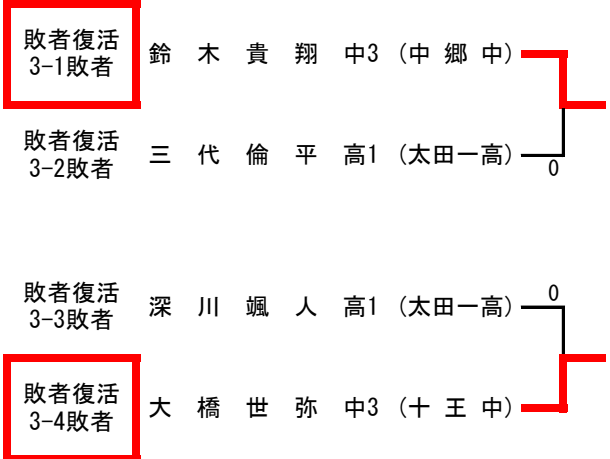 敗者復活
3-1敗者
鈴 木 貴 翔 中3 (中 郷 中)
敗者復活
3-2敗者
三 代 倫 平 高1 (太田一高)
0
敗者復活
3-3敗者
深 川 颯 人 高1 (太田一高)
0
敗者復活
3-4敗者
大 橋 世 弥 中3 (十 王 中)